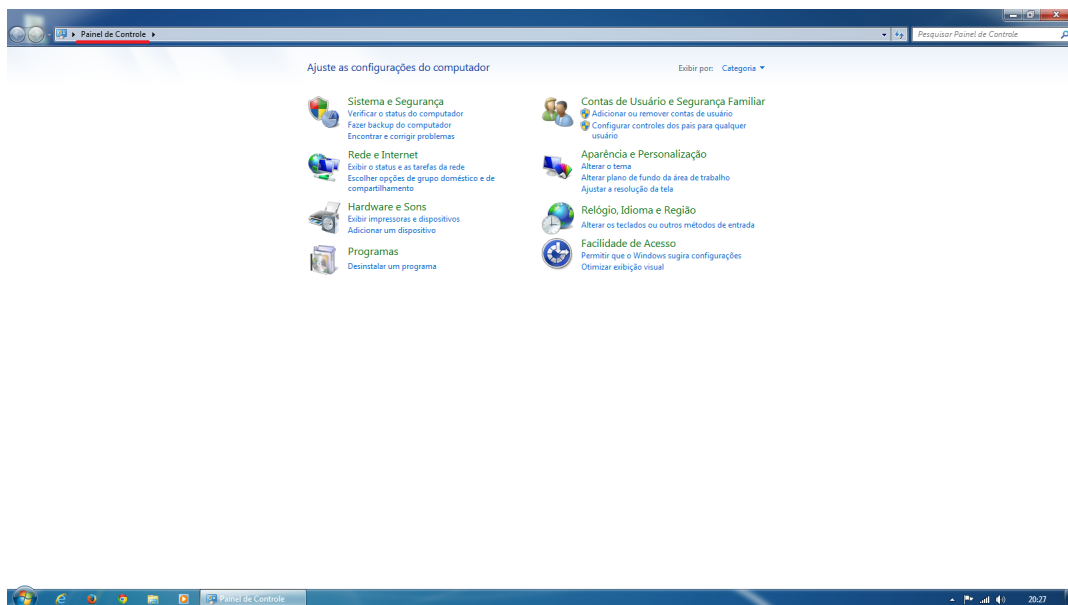 Painel de Controle
Pesquisar Painel de Controle
Ajuste as configurações do computador
Exibir por: Categoria
Sistema e Segurança
Verificar o status do computador
Fazer backup do computador
Encontrar e corrigir problemas
Rede e Internet
Exibir o status e as tarefas da rede
Escolher opções de grupo doméstico e de
compartilhamento
Hardware e Sons
Exibir impressoras e dispositivos
Adicionar um dispositivo
Programas
Desinstalar um programa
Contas de Usuário e Segurança Familiar
Adicionar ou remover contas de usuário
Configurar controles dos pais para qualquer
usuário
Aparência e Personalização
Alterar o tema
Alterar plano de fundo da área de trabalho
Ajustar a resolução da tela
Relógio, Idioma e Região
Alterar os teclados ou outros métodos de entrada
Facilidade de Acesso
Permitir que o Windows sugira configurações
Otimizar exibição visual
Painel de Controle
20:27